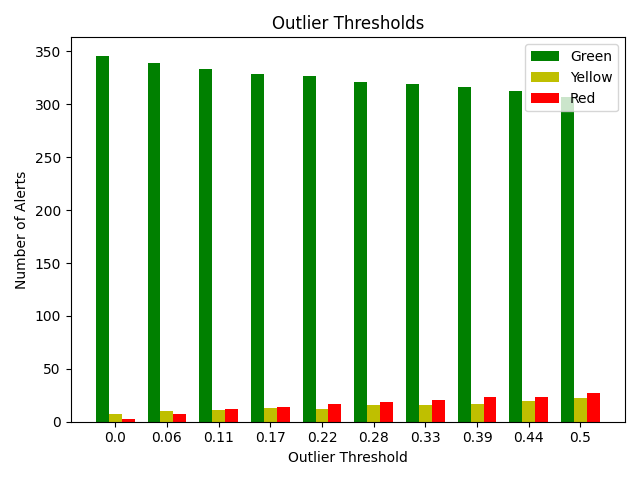 Outlier Thresholds
Number of Alerts
350
300
250
200
150
100
50
0
Green
Yellow
Red
0.0 0.06 0.11 0.17 0.22 0.28 0.33 0.39 0.44 0.5
Outlier Threshold